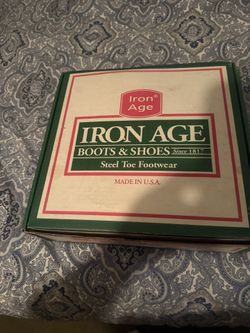 Iron®
Age
IRON AGE
BOOTS & SHOES Since 1817
Steel Toe Footwear
MADE IN U.S.A.